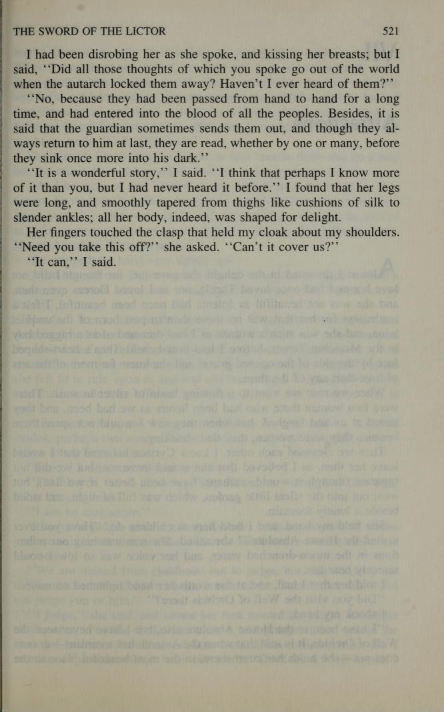 THE SWORD OF THE LICTOR 521
I had been disrobing her as she spoke, and kissing her breasts; but I
said, ‘‘Did all those thoughts of which you spoke go out of the world
when the autarch locked them away? Haven't I ever heard of them?’’
‘‘No, because they had been passed from hand to hand for a long
time, and had entered into the blood of all the peoples. Besides, it is
said that the guardian sometimes sends them out, and though they al-
ways return to him at last, they are read, whether by one or many, before
they sink once more into his dark.’’
‘‘It is a wonderful story,’’ I said. ‘‘I think that perhaps I know more
of it than you, but I had never heard it before.’’ I found that her legs
were long, and smoothly tapered from thighs like cushions of silk to
slender ankles; all her body, indeed, was shaped for delight.
Her fingers touched the clasp that held my cloak about my shoulders.
‘‘Need you take this off?’’ she asked. ‘‘Can't it cover us?’’
‘‘It can,’’ I said.